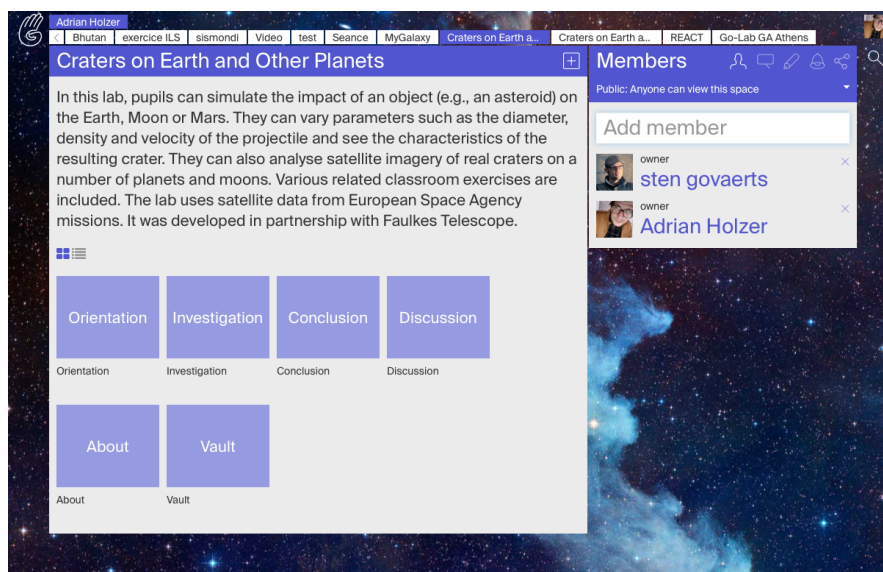 Adrian Holzer
Bhutan exercice ILS sismondi Video test Seance MyGalaxy Craters on Earth a... Craters on Earth a... REACT Go-Lab GA Athens
Craters on Earth and Other Planets
In this lab, pupils can simulate the impact of an object (e.g., an asteroid) on
the Earth, Moon or Mars. They can vary parameters such as the diameter,
density and velocity of the projectile and see the characteristics of the
resulting crater. They can also analyse satellite imagery of real craters on a
number of planets and moons. Various related classroom exercises are
included. The lab uses satellite data from European Space Agency
missions. It was developed in partnership with Faulkes Telescope.
Orientation Investigation Conclusion Discussion
Orientation Investigation Conclusion Discussion
About Vault
About Vault
Members
Public: Anyone can view this space
Add member
owner
sten govaerts
owner
Adrian Holzer